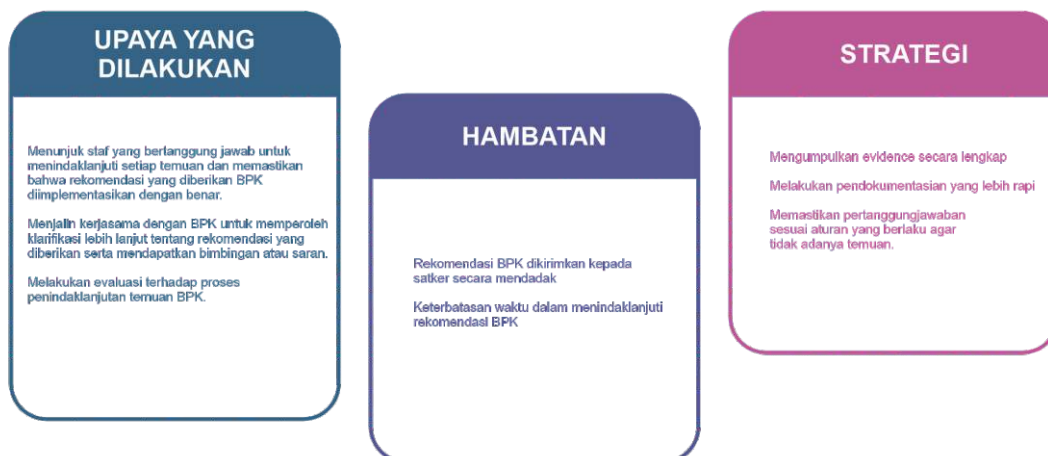 UPAYA YANG
DILAKUKAN
Menunjuk staf yang bertanggung jawab untuk
menindaklanjuti setiap temuan dan memastikan
bahwa rekomendasi yang diberikan BPK
diimplementasikan dengan benar.
Menjalin kerjasama dengan BPK untuk memperoleh
klarifikasi lebih lanjut tentang rekomendasi yang
diberikan serta mendapatkan bimbingan atau saran.
Melakukan evaluasi terhadap proses
penindaklanjutan temuan BPK.
HAMBATAN
Rekomendasi BPK dikirimkan kepada
satker secara mendadak
Keterbatasan waktu dalam menindaklanjuti
rekomendasi BPK
STRATEGI
Mengumpulkan evidence secara lengkap
Melakukan pendokumentasian yang lebih rapi
Memastikan pertanggungjawaban
sesuai aturan yang berlaku agar
tidak adanya temuan.